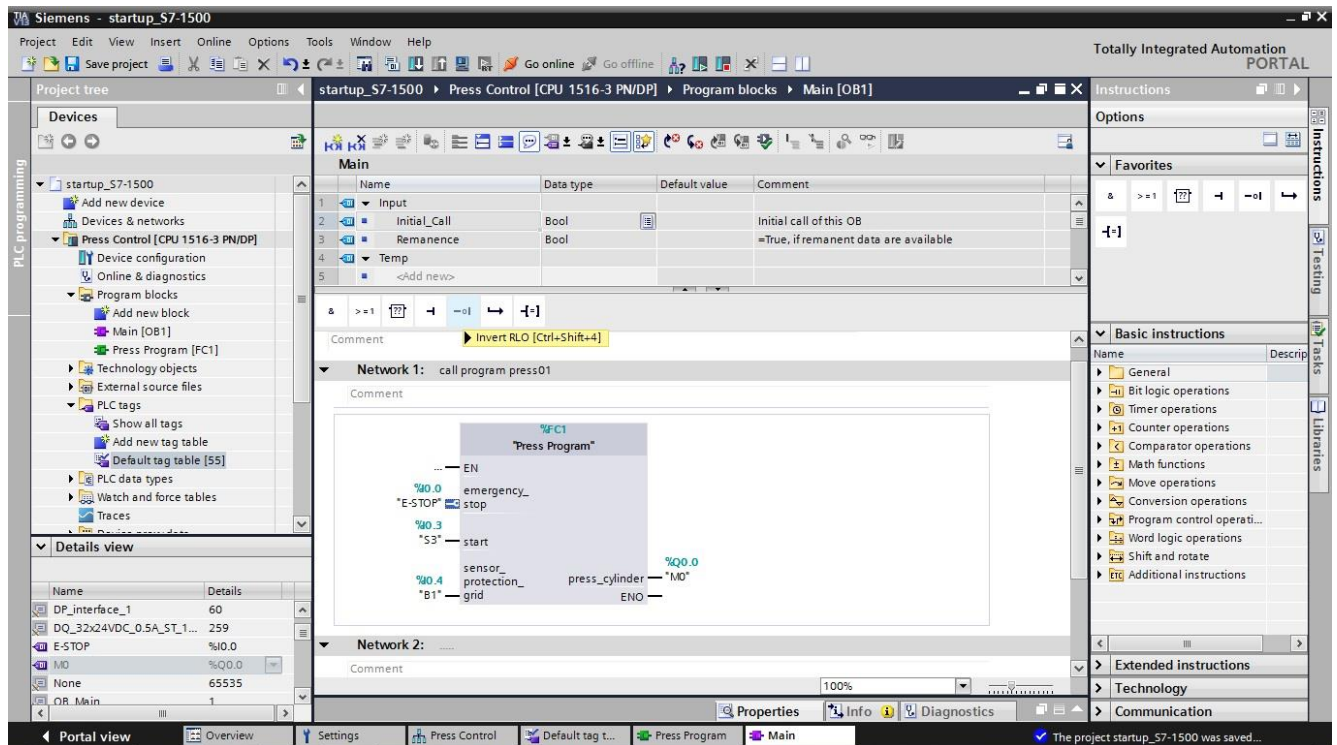 Siemens - startup_S7-1500
Project Edit View Insert Online Options Tools Window Help
Totally Integrated Automation
PORTAL
Save project
Go online
Go offline
Project tree
startup_S7-1500 ▸ Press Control [CPU 1516-3 PN/DP] ▸ Program blocks ▸ Main [OB1]
Instructions
Devices
Options
PLC programming
startup_S7-1500
Add new device
Devices & networks
Press Control [CPU 1516-3 PN/DP]
Device configuration
Online & diagnostics
Program blocks
Add new block
Main [OB1]
Press Program [FC1]
Technology objects
External source files
PLC tags
Show all tags
Add new tag table
Default tag table [55]
PLC data types
Watch and force tables
Traces
Details view
Name Details
DP_interface_1 60
DQ_32x24VDC_0.5A_ST_1... 259
E-STOP %I0.0
M0 %Q0.0
None 65535
OB_Main 1
Main
Name Data type Default value Comment
1 Input
2 Initial_Call Bool Initial call of this OB
3 Remanence Bool =True, if remanent data are available
4 Temp
5 <Add new>
& >=1 ?? -o| -[=]
Invert RLO [Ctrl+Shift+4]
Comment
Network 1: call program press01
Comment
%FC1
"Press Program"
... EN
%I0.0
"E-STOP"
emergency_
stop
%I0.3
"S3" start
%I0.4
"B1"
sensor_
protection_
grid
press_cylinder
%Q0.0
"M0"
ENO
Network 2: .....
Comment
100%
Properties
Info
Diagnostics
Favorites
& >=1 ?? -o|
-[=]
Basic instructions
Name Descrip
General
Bit logic operations
Timer operations
Counter operations
Comparator operations
Math functions
Move operations
Conversion operations
Program control operati...
Word logic operations
Shift and rotate
Additional instructions
Extended instructions
Technology
Communication
Instructions
Testing
Tasks
Libraries
Portal view
Overview
Settings
Press Control
Default tag t...
Press Program
Main
The project startup_S7-1500 was saved...